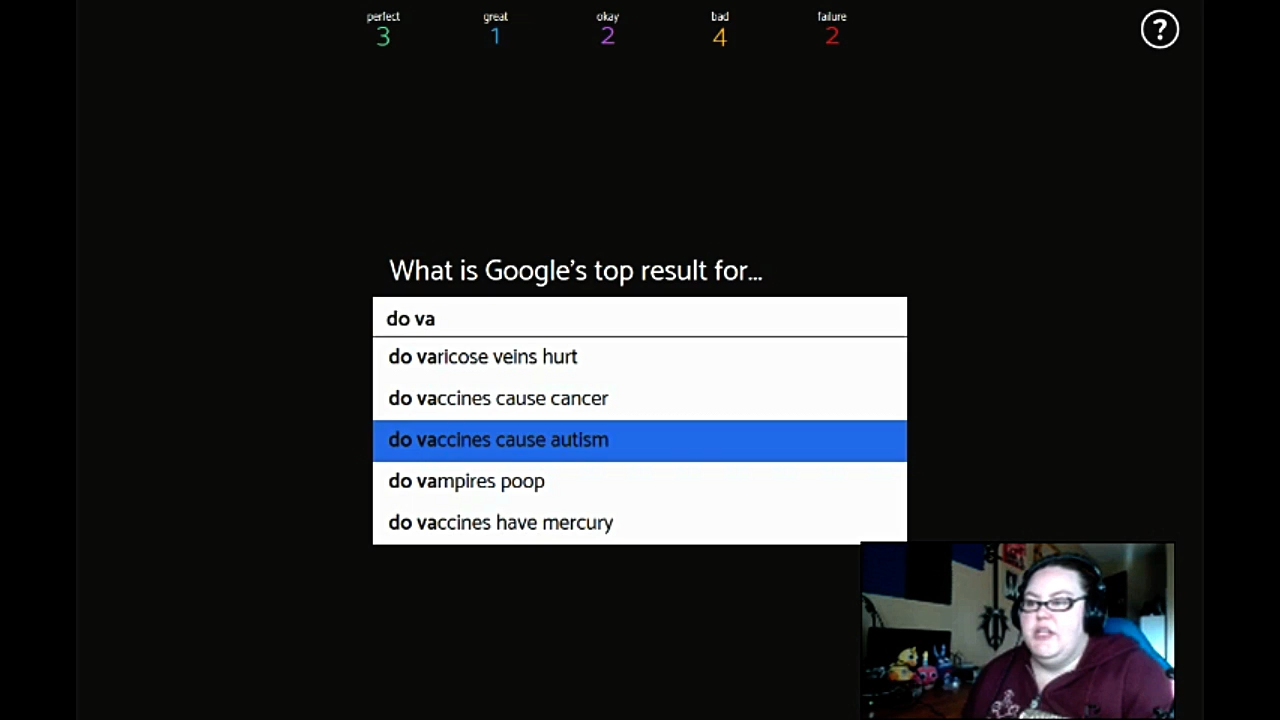 perfect great okay bad failure
3 1 2 4 2
?
What is Google's top result for...
do va
do varicose veins hurt
do vaccines cause cancer
do vaccines cause autism
do vampires poop
do vaccines have mercury